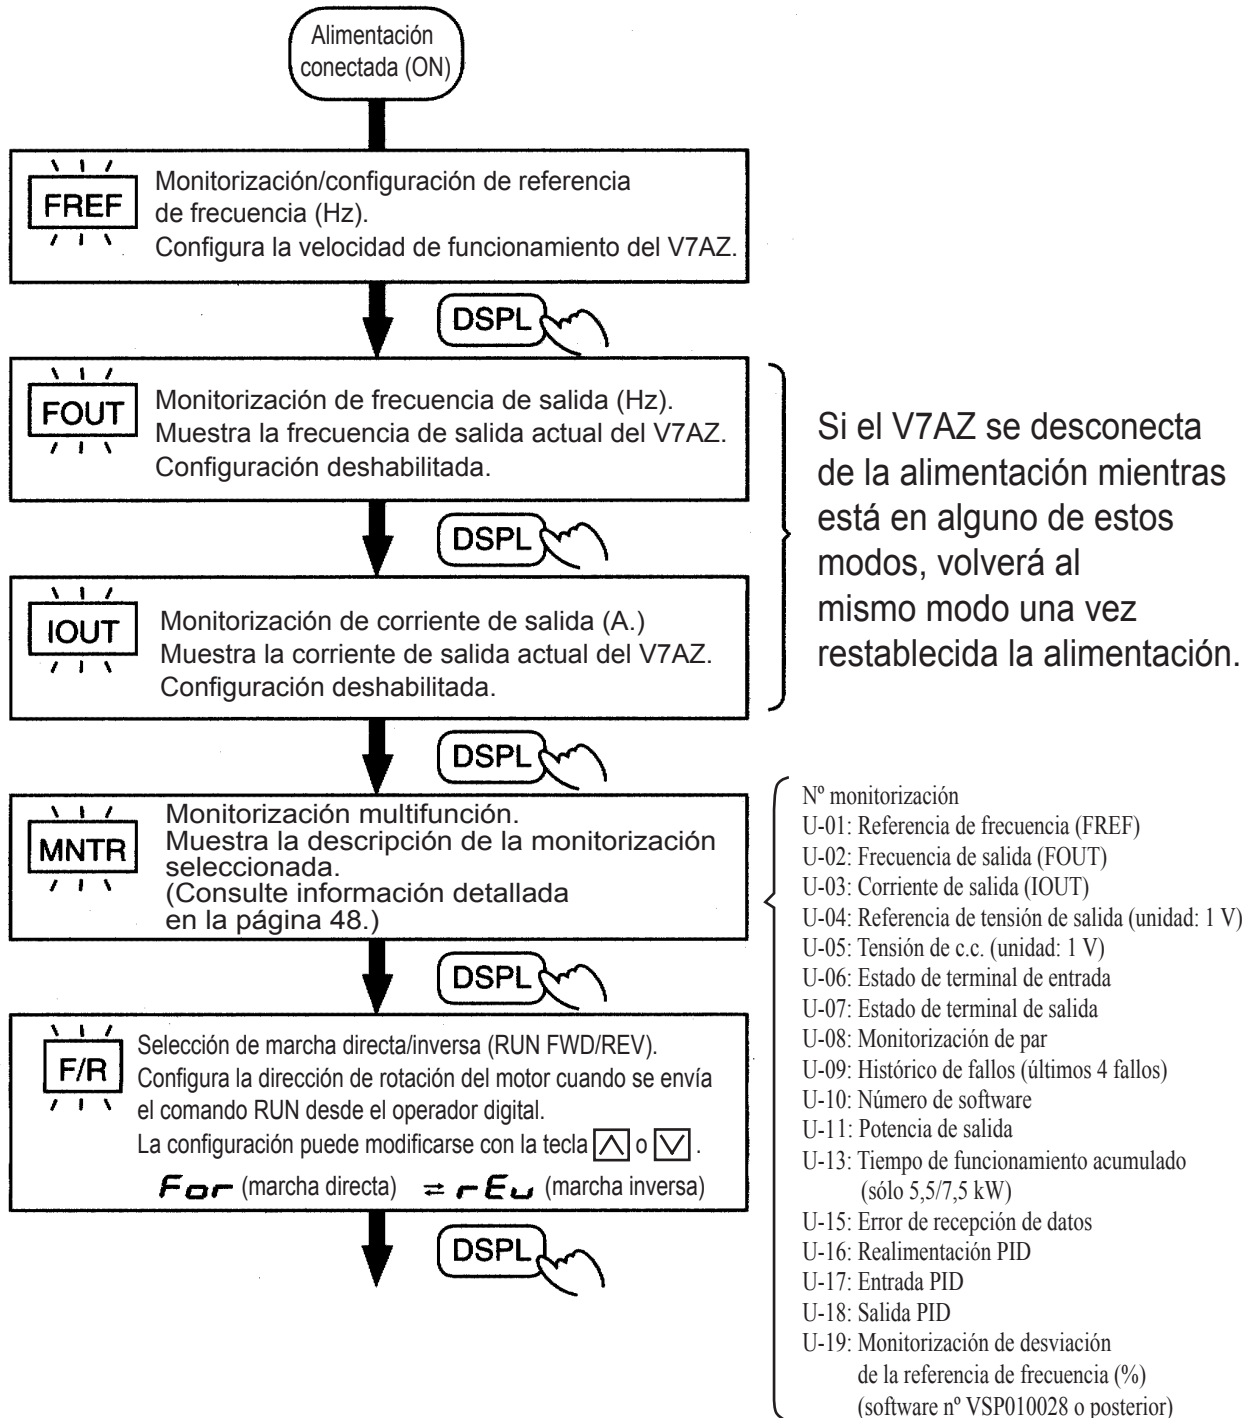 Alimentación
conectada (ON)
FREF
Monitorización/configuración de referencia
de frecuencia (Hz).
Configura la velocidad de funcionamiento del V7AZ.
DSPL
FOUT
Monitorización de frecuencia de salida (Hz).
Muestra la frecuencia de salida actual del V7AZ.
Configuración deshabilitada.
DSPL
IOUT
Monitorización de corriente de salida (A.)
Muestra la corriente de salida actual del V7AZ.
Configuración deshabilitada.
Si el V7AZ se desconecta
de la alimentación mientras
está en alguno de estos
modos, volverá al
mismo modo una vez
restablecida la alimentación.
DSPL
MNTR
Monitorización multifunción.
Muestra la descripción de la monitorización
seleccionada.
(Consulte información detallada
en la página 48.)
DSPL
F/R
Selección de marcha directa/inversa (RUN FWD/REV).
Configura la dirección de rotación del motor cuando se envía
el comando RUN desde el operador digital.
La configuración puede modificarse con la tecla ∧ o ∨ .
For (marcha directa) ⇄ rEv (marcha inversa)
DSPL
Nº monitorización
U-01: Referencia de frecuencia (FREF)
U-02: Frecuencia de salida (FOUT)
U-03: Corriente de salida (IOUT)
U-04: Referencia de tensión de salida (unidad: 1 V)
U-05: Tensión de c.c. (unidad: 1 V)
U-06: Estado de terminal de entrada
U-07: Estado de terminal de salida
U-08: Monitorización de par
U-09: Histórico de fallos (últimos 4 fallos)
U-10: Número de software
U-11: Potencia de salida
U-13: Tiempo de funcionamiento acumulado
(sólo 5,5/7,5 kW)
U-15: Error de recepción de datos
U-16: Realimentación PID
U-17: Entrada PID
U-18: Salida PID
U-19: Monitorización de desviación
de la referencia de frecuencia (%)
(software nº VSP010028 o posterior)